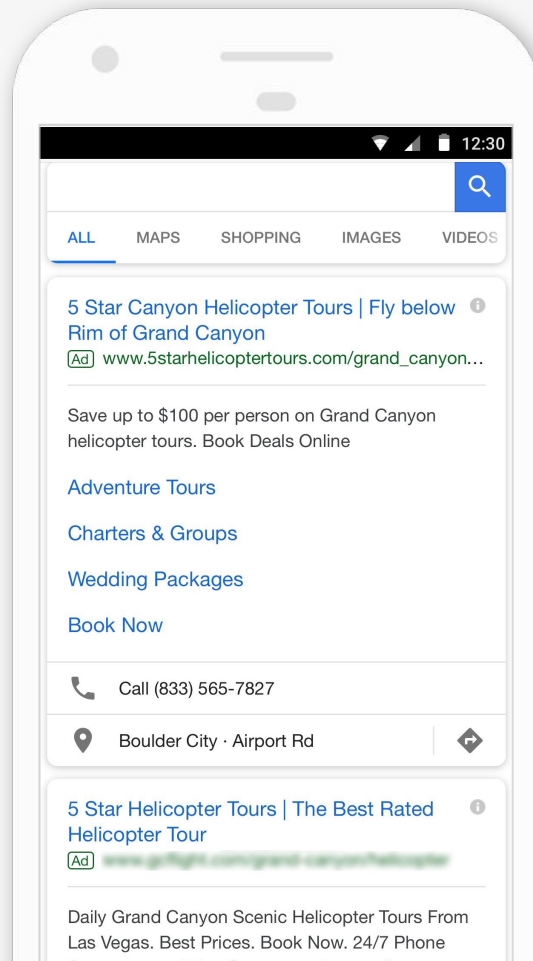 12:30
ALL MAPS SHOPPING IMAGES VIDEOS
5 Star Canyon Helicopter Tours | Fly below
Rim of Grand Canyon
Ad www.5starhelicoptertours.com/grand_canyon...
Save up to $100 per person on Grand Canyon
helicopter tours. Book Deals Online
Adventure Tours
Charters & Groups
Wedding Packages
Book Now
Call (833) 565-7827
Boulder City · Airport Rd
5 Star Helicopter Tours | The Best Rated
Helicopter Tour
Ad
Daily Grand Canyon Scenic Helicopter Tours From
Las Vegas. Best Prices. Book Now. 24/7 Phone